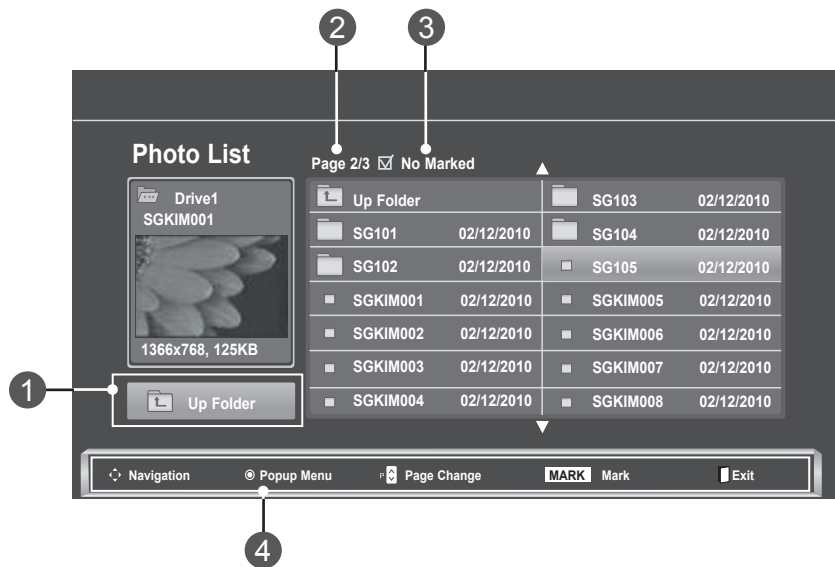 2 3
Photo List
Page 2/3 No Marked
Drive1
SGKIM001
1366x768, 125KB
1
Up Folder
Up Folder
SG101 02/12/2010
SG102 02/12/2010
SGKIM001 02/12/2010
SGKIM002 02/12/2010
SGKIM003 02/12/2010
SGKIM004 02/12/2010
SG103 02/12/2010
SG104 02/12/2010
SG105 02/12/2010
SGKIM005 02/12/2010
SGKIM006 02/12/2010
SGKIM007 02/12/2010
SGKIM008 02/12/2010
Navigation Popup Menu P Page Change MARK Mark Exit
4